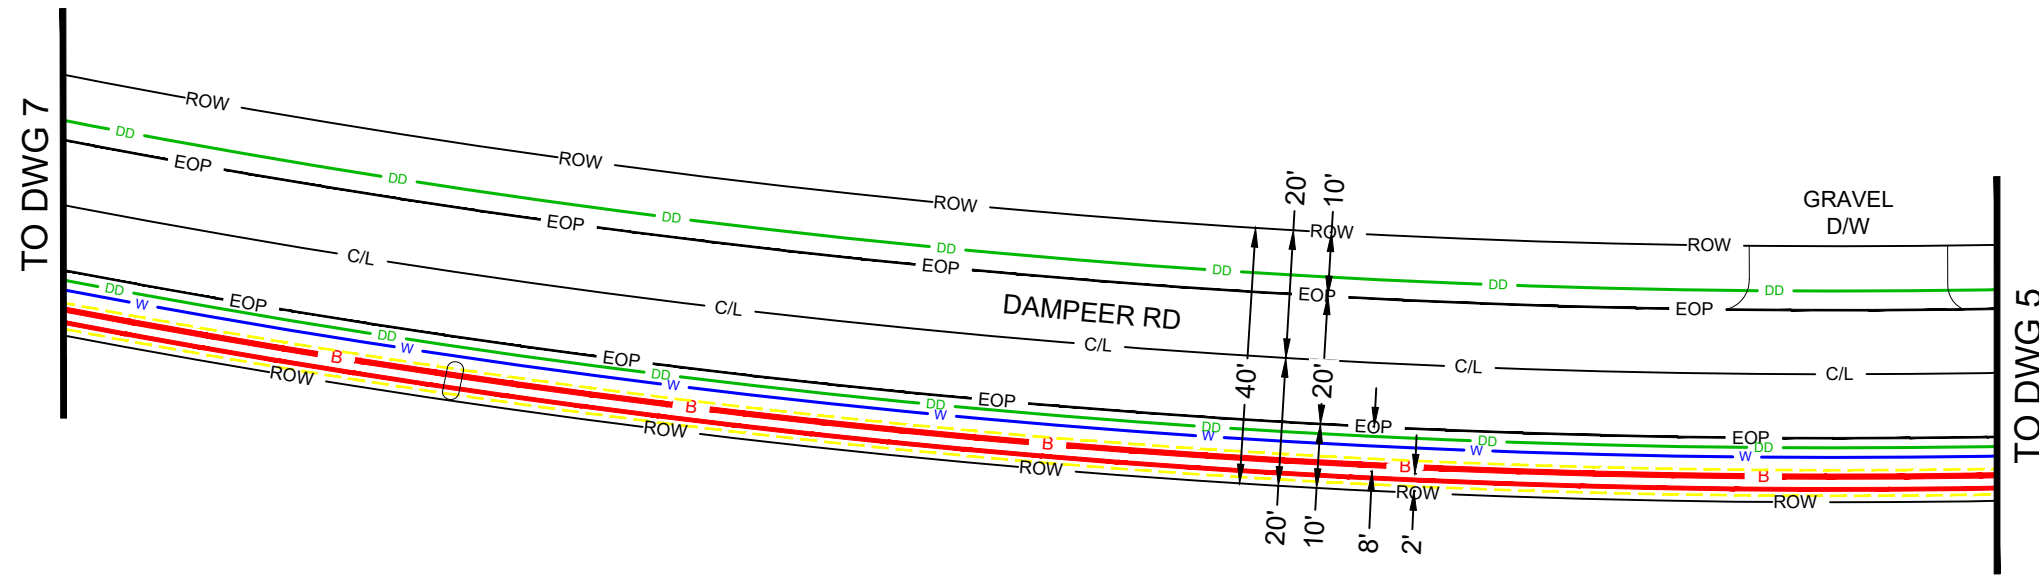 TO DWG 7
ROW
ROW
ROW
ROW
ROW
DD
DD
DD
DD
DD
DD
DD
EOP
EOP
EOP
EOP
EOP
GRAVEL
D/W
20'
10'
C/L
C/L
C/L
C/L
C/L
DAMPEER RD
40'
20'
EOP
EOP
EOP
EOP
EOP
DD
DD
DD
DD
DD
DD
DD
W
W
W
W
W
W
W
B
B
B
B
B
ROW
ROW
ROW
ROW
ROW
20'
10'
8'
2'
TO DWG 5